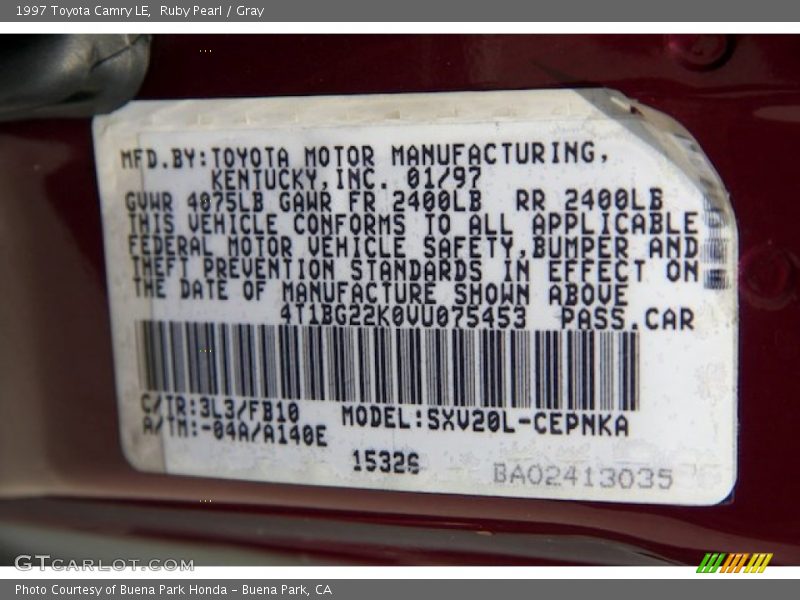 1997 Toyota Camry LE, Ruby Pearl / Gray
MFD.BY:TOYOTA MOTOR MANUFACTURING,
KENTUCKY,INC. 01/97
GVWR 4075LB GAWR FR 2400LB RR 2400LB
THIS VEHICLE CONFORMS TO ALL APPLICABLE
FEDERAL MOTOR VEHICLE SAFETY,BUMPER AND
THEFT PREVENTION STANDARDS IN EFFECT ON
THE DATE OF MANUFACTURE SHOWN ABOVE
4T1BG22K0VU075453 PASS.CAR
C/TR:3L3/FB10 MODEL:SXV20L-CEPNKA
A/TM:-04A/A140E
15326
BA02413035
GTCARLOT.COM
Photo Courtesy of Buena Park Honda - Buena Park, CA